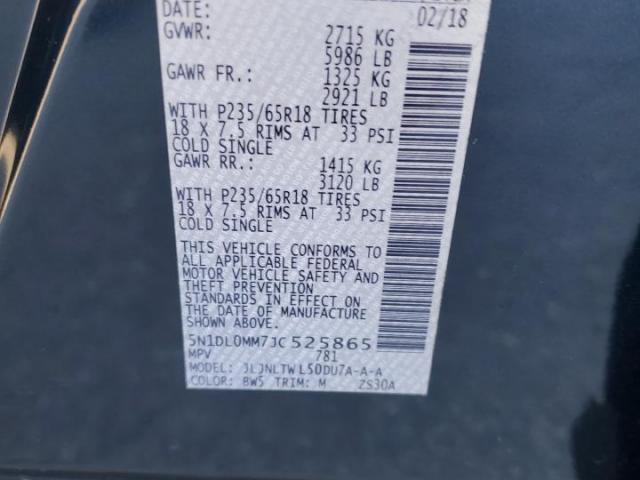 DATE: 02/18
GVWR: 2715 KG
5986 LB
GAWR FR.: 1325 KG
2921 LB
WITH P235/65R18 TIRES
18 X 7.5 RIMS AT 33 PSI
COLD SINGLE
GAWR RR.: 1415 KG
3120 LB
WITH P235/65R18 TIRES
18 X 7.5 RIMS AT 33 PSI
COLD SINGLE
THIS VEHICLE CONFORMS TO
ALL APPLICABLE FEDERAL
MOTOR VEHICLE SAFETY AND
THEFT PREVENTION
STANDARDS IN EFFECT ON
THE DATE OF MANUFACTURE
SHOWN ABOVE.
5N1DL0MM7JC525865
MPV 781
MODEL: JLJNLTWL50DU7A-A-A
COLOR: BW5 TRIM: M ZS30A